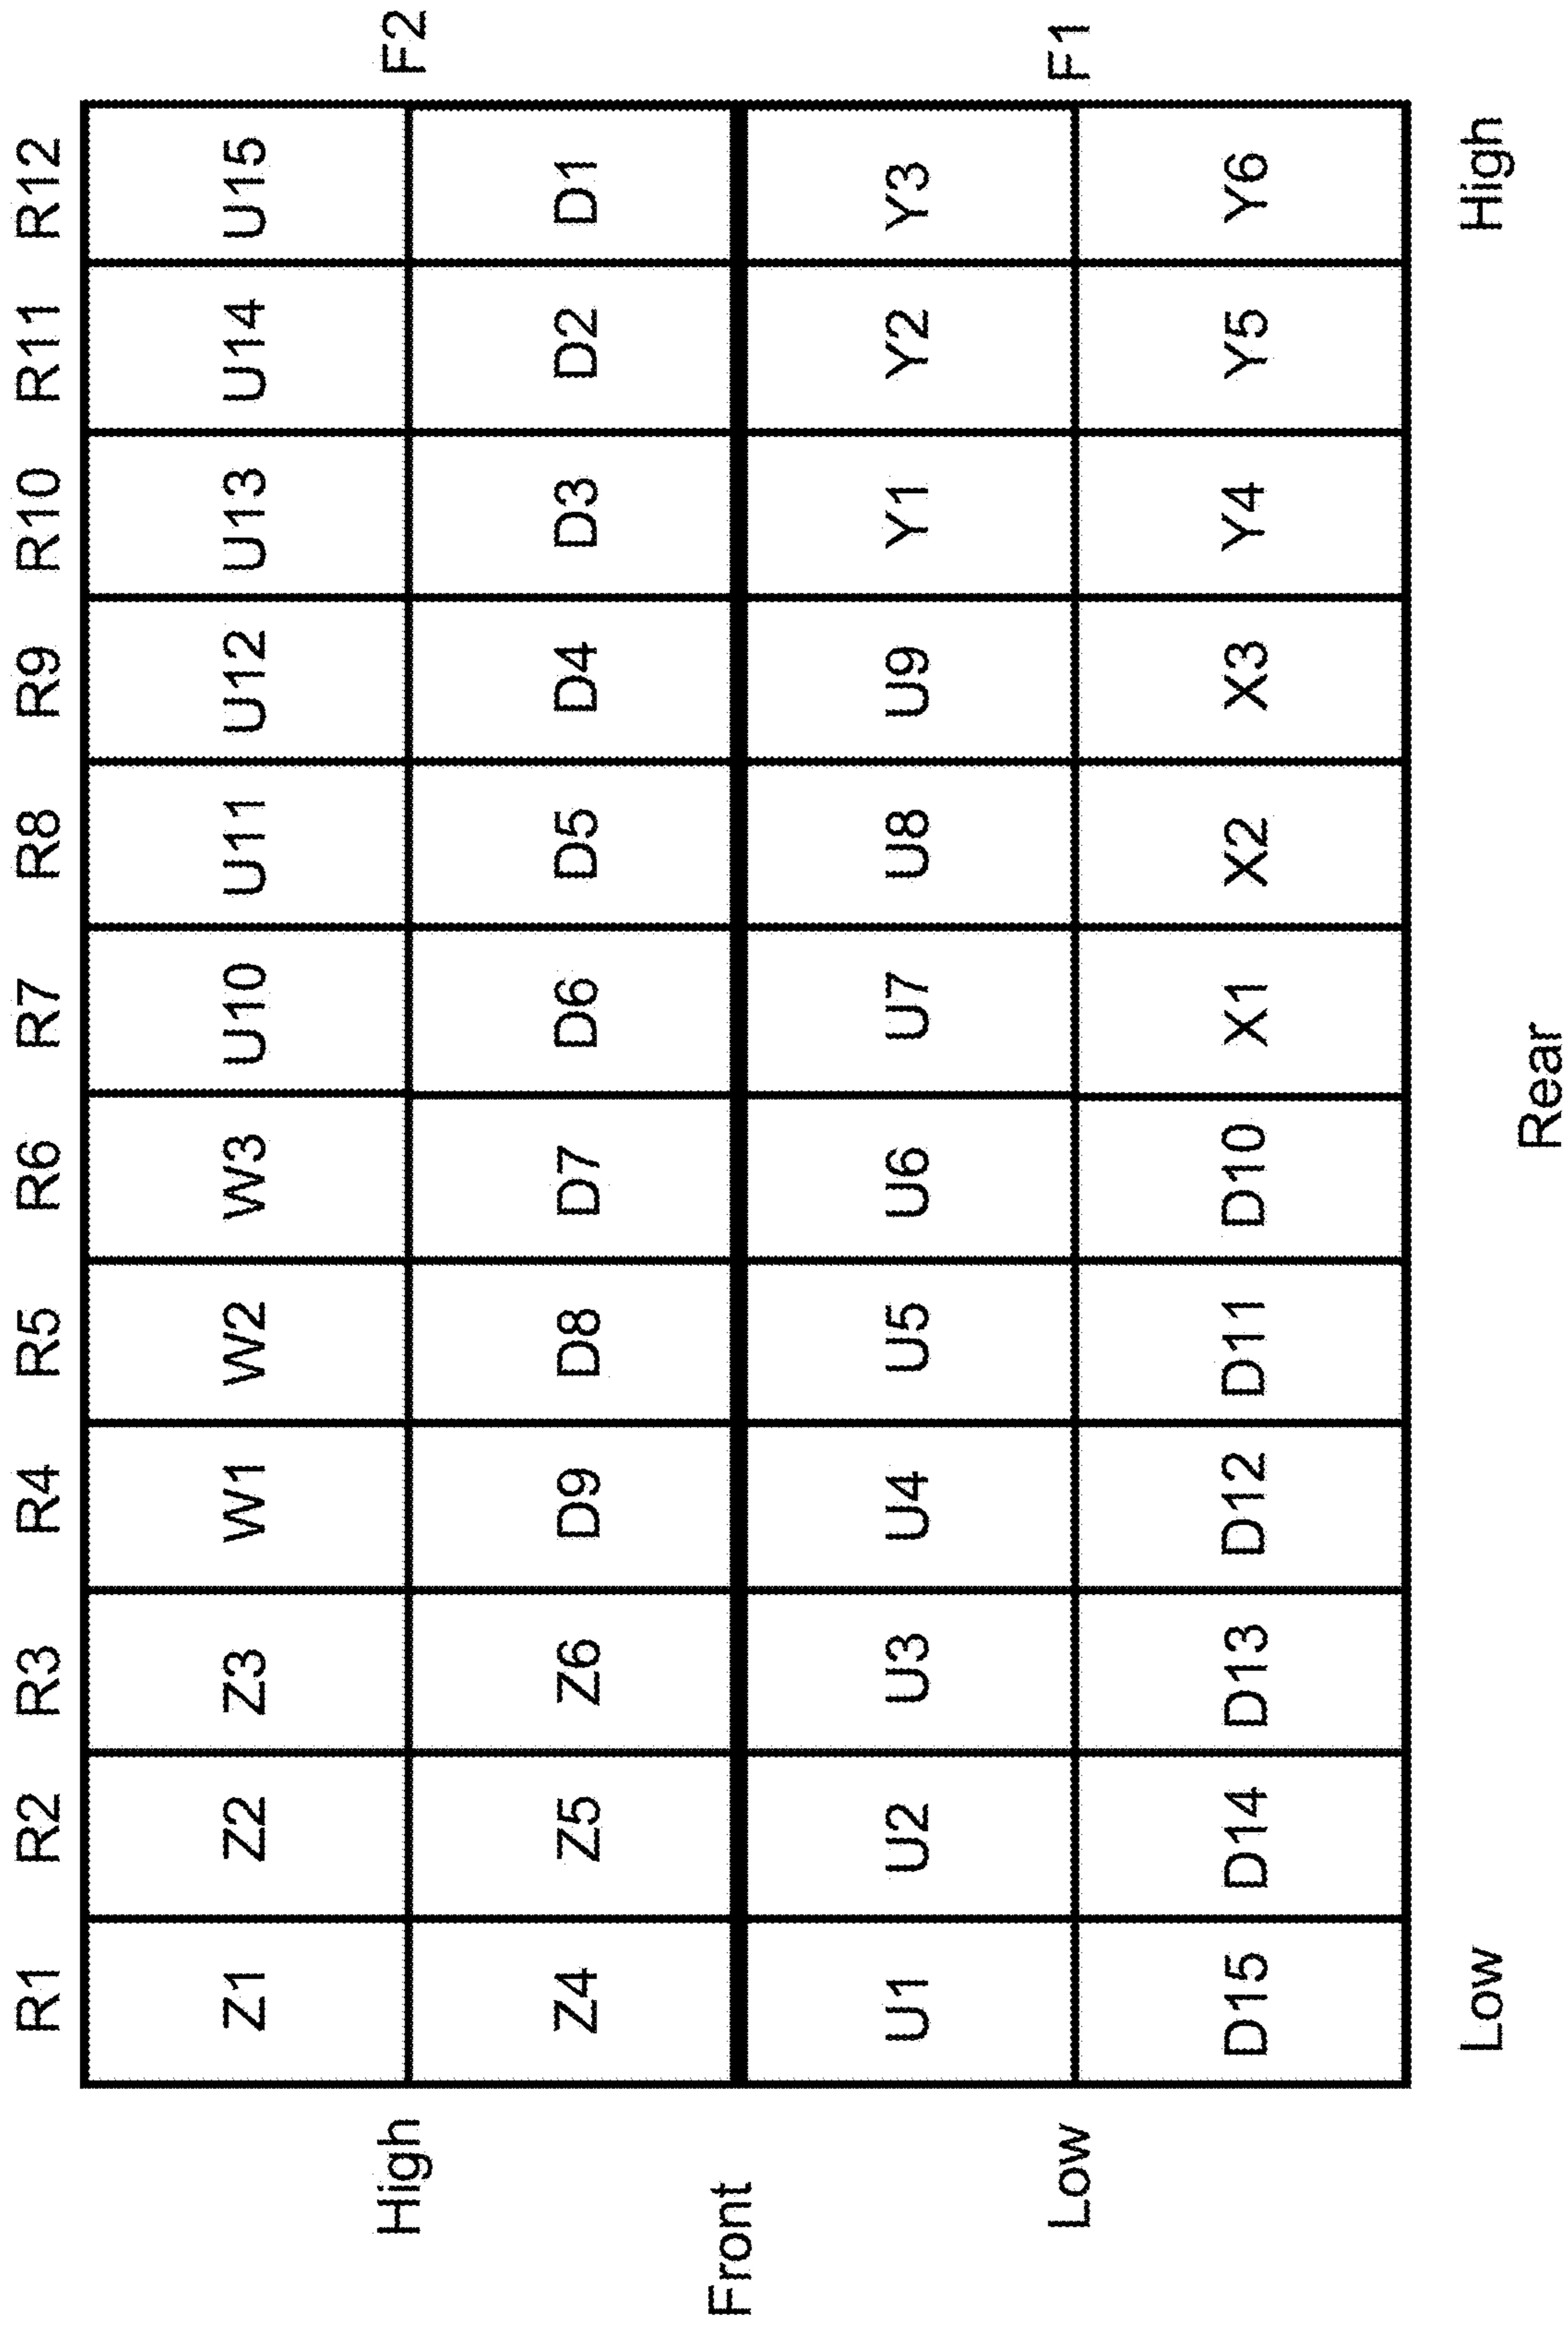 R1 R2 R3 R4 R5 R6 R7 R8 R9 R10 R11 R12
Z1 Z2 Z3 W1 W2 W3 U10 U11 U12 U13 U14 U15
High F2
Z4 Z5 Z6 D9 D8 D7 D6 D5 D4 D3 D2 D1
Front
U1 U2 U3 U4 U5 U6 U7 U8 U9 Y1 Y2 Y3
Low F1
D15 D14 D13 D12 D11 D10 X1 X2 X3 Y4 Y5 Y6
Low High
Rear